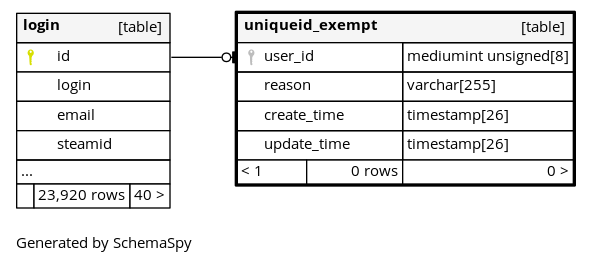 login [table]
id
login
email
steamid
...
23,920 rows 40 >
uniqueid_exempt [table]
user_id mediumint unsigned[8]
reason varchar[255]
create_time timestamp[26]
update_time timestamp[26]
< 1 0 rows 0 >
Generated by SchemaSpy